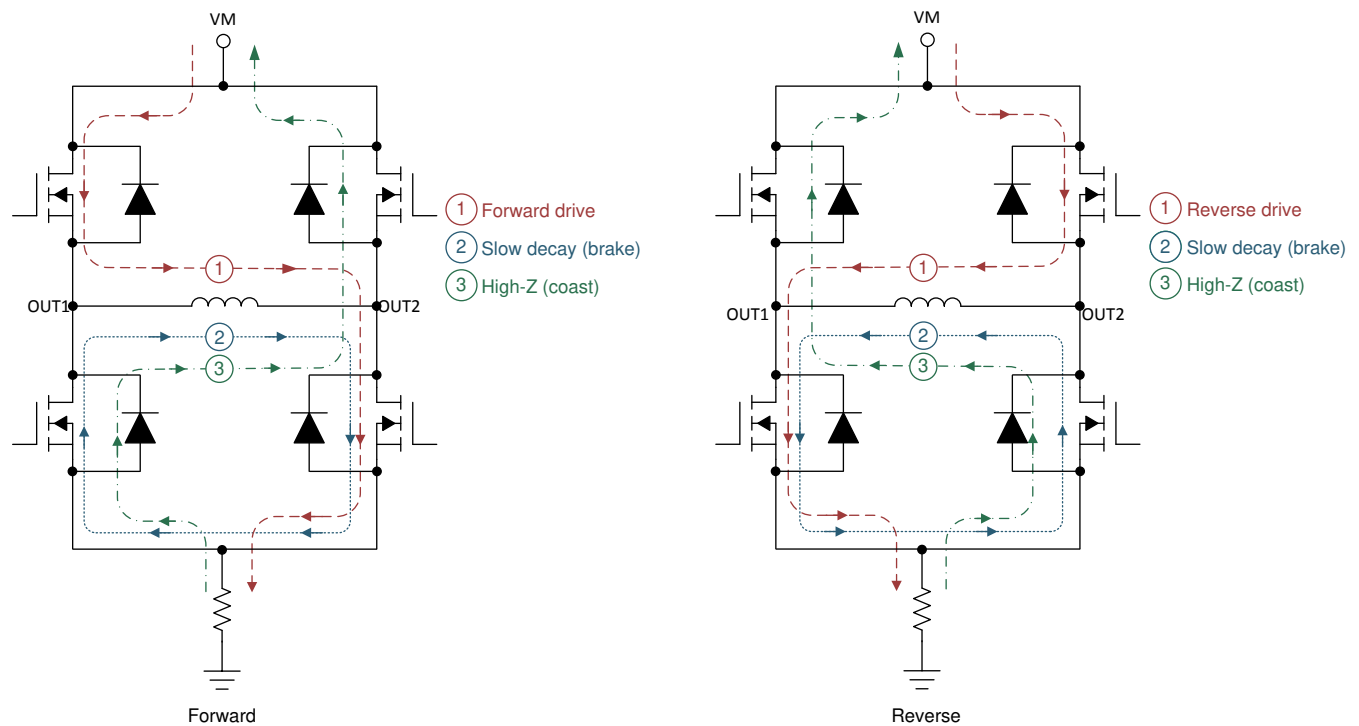 VM
1 Forward drive
2 Slow decay (brake)
3 High-Z (coast)
1
OUT1
OUT2
2
3
Forward
VM
1 Reverse drive
2 Slow decay (brake)
3 High-Z (coast)
1
OUT1
OUT2
2
3
Reverse